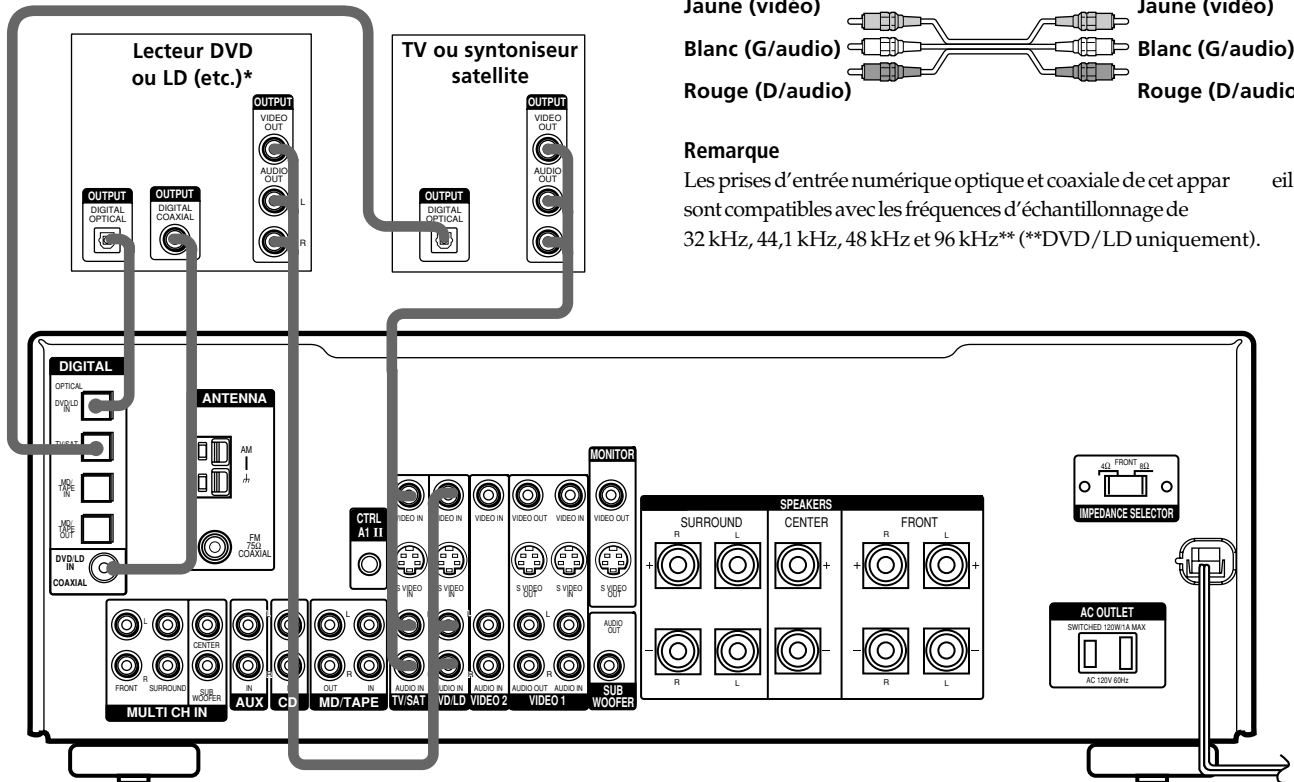 Jaune (vidéo)
Jaune (vidéo)
Blanc (G/audio)
Blanc (G/audio)
Rouge (D/audio)
Rouge (D/audio
Lecteur DVD
ou LD (etc.)*
OUTPUT
VIDEO
OUT
AUDIO
OUT
L
R
OUTPUT
DIGITAL
OPTICAL
OUTPUT
DIGITAL
COAXIAL
TV ou syntoniseur
satellite
OUTPUT
VIDEO
OUT
AUDIO
OUT
OUTPUT
DIGITAL
OPTICAL
Remarque
Les prises d'entrée numérique optique et coaxiale de cet appar eil
sont compatibles avec les fréquences d'échantillonnage de
32 kHz, 44,1 kHz, 48 kHz et 96 kHz** (**DVD/LD uniquement).
DIGITAL
OPTICAL
DVD/LD
IN
TV/SAT
MD/
TAPE
IN
MD/
TAPE
OUT
DVD/LD
IN
COAXIAL
ANTENNA
AM
FM
75Ω
COAXIAL
CTRL
A1 II
MONITOR
VIDEO IN
VIDEO IN
VIDEO IN
VIDEO OUT
VIDEO IN
VIDEO OUT
S VIDEO
IN
S VIDEO
IN
S VIDEO
OUT
S VIDEO
IN
S VIDEO
OUT
SPEAKERS
SURROUND
CENTER
FRONT
R
L
R
L
+
+
+
+
–
–
–
–
R
L
R
L
4Ω FRONT 8Ω
IMPEDANCE SELECTOR
AC OUTLET
SWITCHED 120W/1A MAX
AC 120V 60Hz
L
CENTER
R
FRONT
SURROUND
SUB
WOOFER
MULTI CH IN
L
R
IN
AUX
CD
L
R
OUT
IN
MD/TAPE
AUDIO IN
TV/SAT
AUDIO IN
DVD/LD
L
R
AUDIO IN
VIDEO 2
L
R
AUDIO OUT
AUDIO IN
VIDEO 1
AUDIO
OUT
SUB
WOOFER